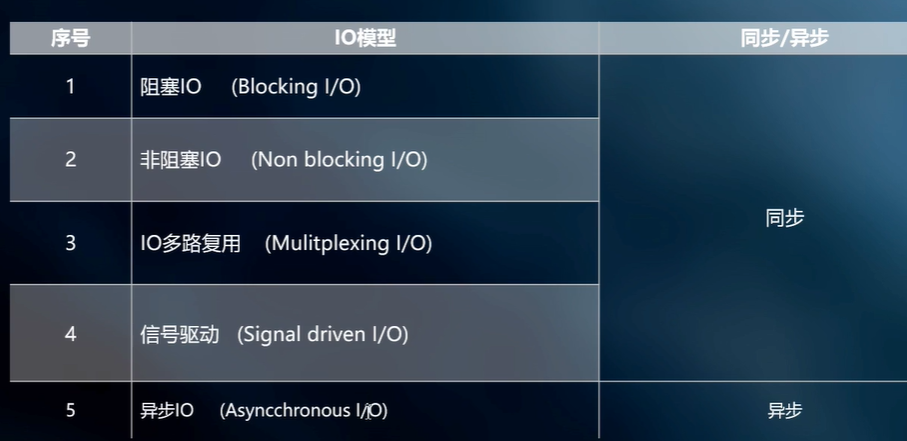 序号 IO模型 同步/异步
1 阻塞IO (Blocking I/O)
2 非阻塞IO (Non blocking I/O)
3 IO多路复用 (Mulitplexing I/O)
同步
4 信号驱动 (Signal driven I/O)
5 异步IO (Asyncchronous I/O) 异步